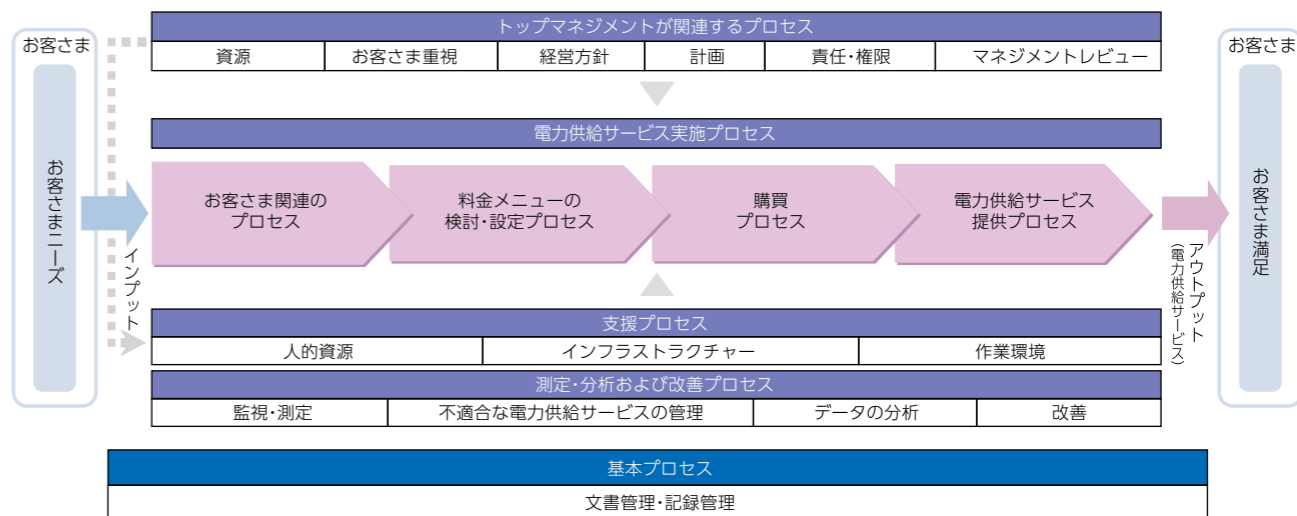 トップマネジメントが関連するプロセス
お客さま
お客さま
資源
お客さま重視
経営方針
計画
責任・権限
マネジメントレビュー
電力供給サービス実施プロセス
お客さまニーズ
インプット
お客さま関連の
プロセス
料金メニューの
検討・設定プロセス
購買
プロセス
電力供給サービス
提供プロセス
アウトプット
(電力供給サービス)
お客さま満足
支援プロセス
人的資源
インフラストラクチャー
作業環境
測定・分析および改善プロセス
監視・測定
不適合な電力供給サービスの管理
データの分析
改善
基本プロセス
文書管理・記録管理